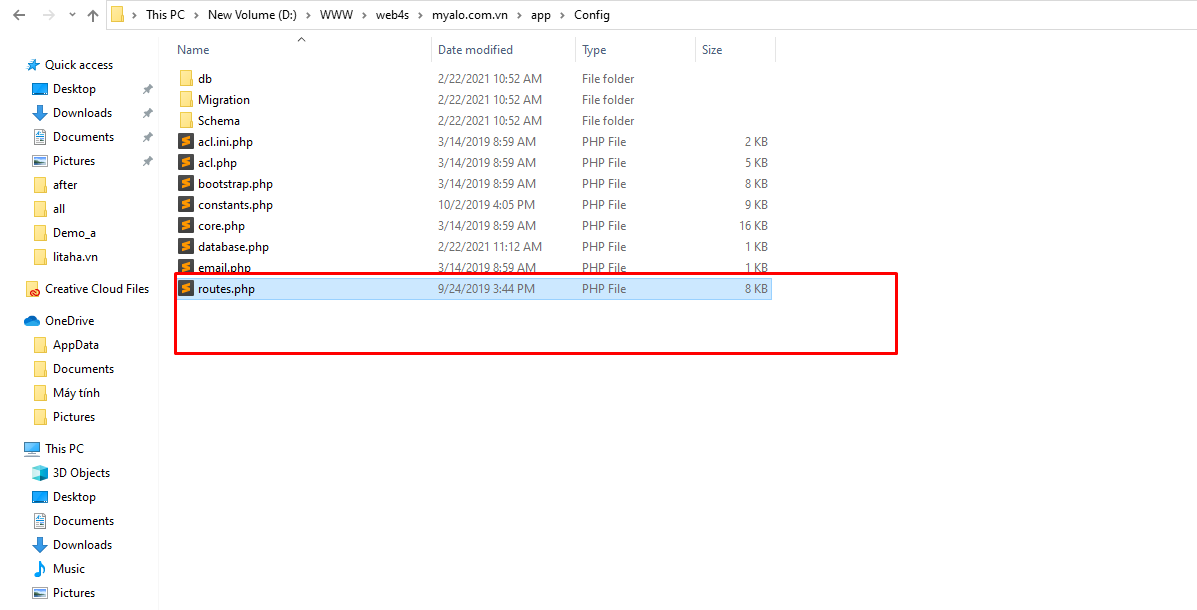 This PC › New Volume (D:) › WWW › web4s › myalo.com.vn › app › Config
Name Date modified Type Size
Quick access
Desktop
Downloads
Documents
Pictures
after
all
Demo_a
litaha.vn
Creative Cloud Files
OneDrive
AppData
Documents
Máy tính
Pictures
This PC
3D Objects
Desktop
Documents
Downloads
Music
Pictures
db 2/22/2021 10:52 AM File folder
Migration 2/22/2021 10:52 AM File folder
Schema 2/22/2021 10:52 AM File folder
acl.ini.php 3/14/2019 8:59 AM PHP File 2 KB
acl.php 3/14/2019 8:59 AM PHP File 5 KB
bootstrap.php 3/14/2019 8:59 AM PHP File 8 KB
constants.php 10/2/2019 4:05 PM PHP File 9 KB
core.php 3/14/2019 8:59 AM PHP File 16 KB
database.php 2/22/2021 11:12 AM PHP File 1 KB
email.php 3/14/2019 8:59 AM PHP File 1 KB
routes.php 9/24/2019 3:44 PM PHP File 8 KB